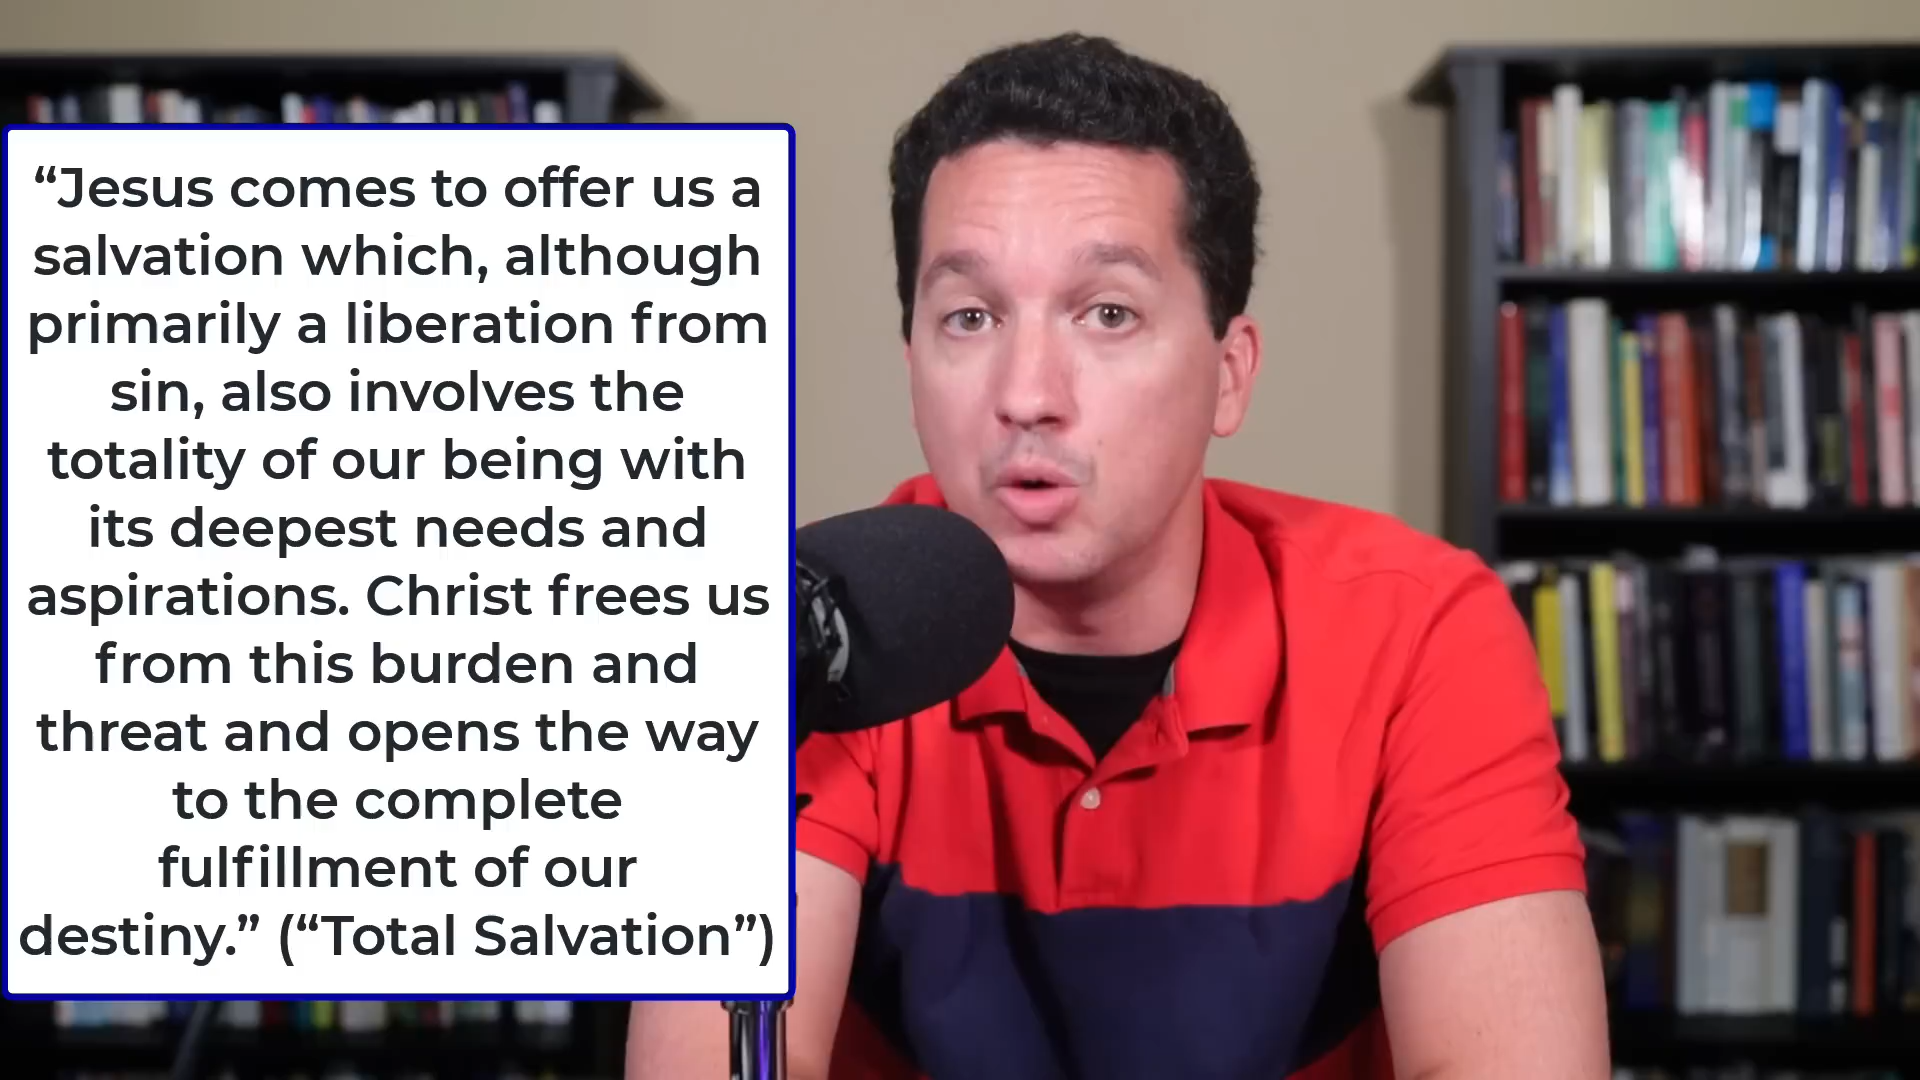 “Jesus comes to offer us a
salvation which, although
primarily a liberation from
sin, also involves the
totality of our being with
its deepest needs and
aspirations. Christ frees us
from this burden and
threat and opens the way
to the complete
fulfillment of our
destiny.” (“Total Salvation”)